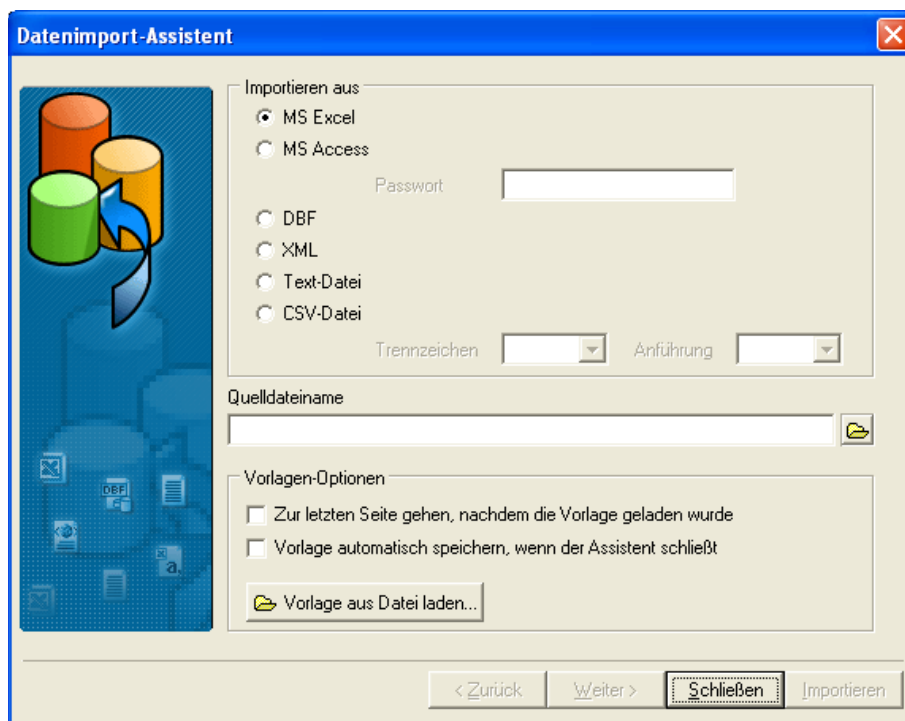 Datenimport-Assistent
Importieren aus
MS Excel
MS Access
Passwort
DBF
XML
Text-Datei
CSV-Datei
Trennzeichen Anführung
Quelldateiname
DBF
a,
Vorlagen-Optionen
Zur letzten Seite gehen, nachdem die Vorlage geladen wurde
Vorlage automatisch speichern, wenn der Assistent schließt
Vorlage aus Datei laden...
< Zurück Weiter > Schließen Importieren